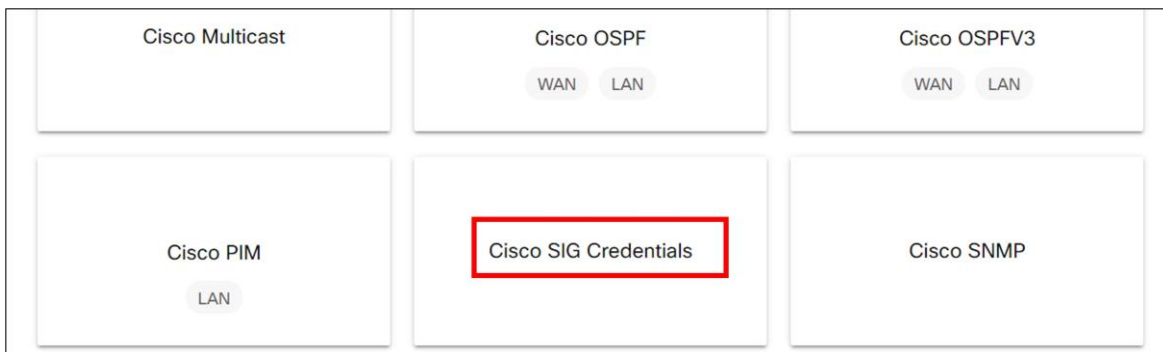 Cisco Multicast
Cisco OSPF
WAN LAN
Cisco OSPFV3
WAN LAN
Cisco PIM
LAN
Cisco SIG Credentials
Cisco SNMP